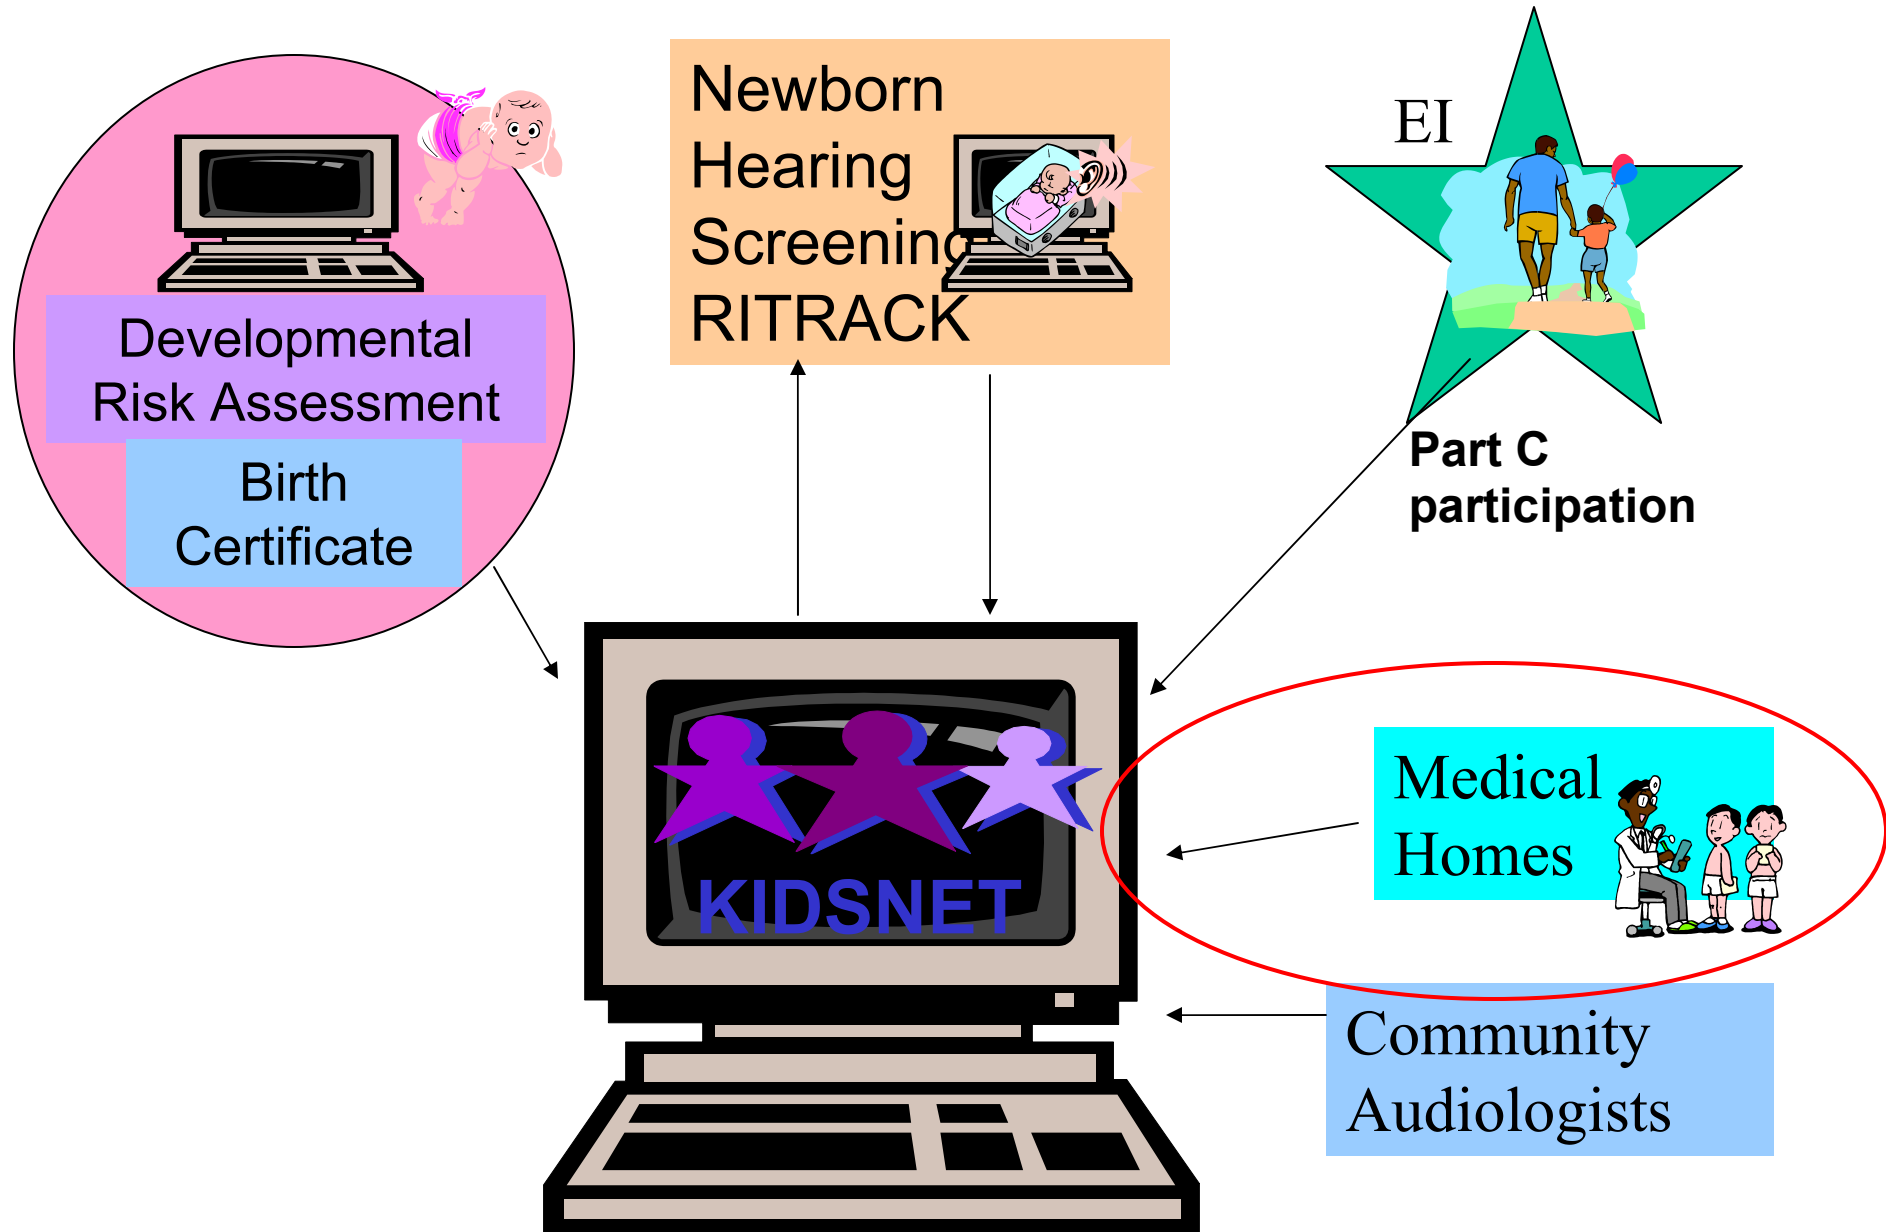 Developmental
Risk Assessment
Birth
Certificate
Newborn
Hearing
Screening
RITRACK
EI
Part C
participation
KIDSNET
Medical
Homes
Community
Audiologists